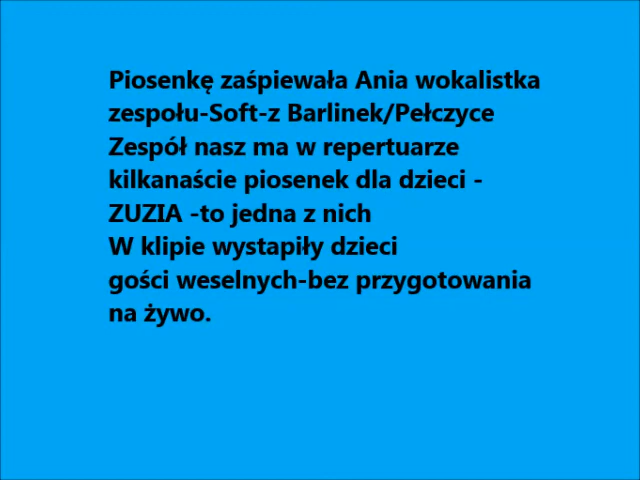 Piosenkę zaśpiewała Ania wokalistka
zespołu-Soft-z Barlinek/Pełczyce
Zespół nasz ma w repertuarze
kilkanaście piosenek dla dzieci -
ZUZIA -to jedna z nich
W klipie wystapiły dzieci
gości weselnych-bez przygotowania
na żywo.